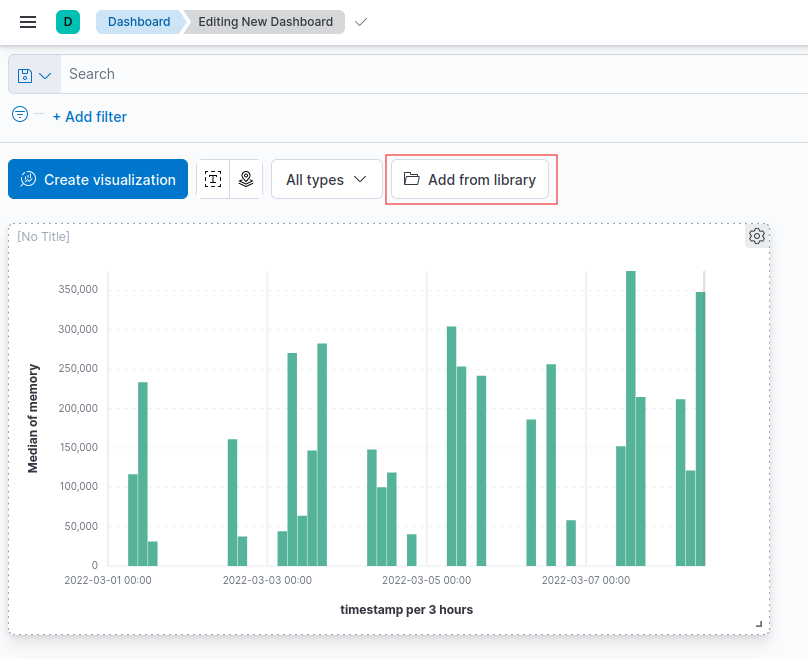 D Dashboard Editing New Dashboard
Search
+ Add filter
Create visualization T All types Add from library
[No Title]
350,000
300,000
250,000
200,000
150,000
100,000
50,000
0
Median of memory
2022-03-01 00:00 2022-03-03 00:00 2022-03-05 00:00 2022-03-07 00:00
timestamp per 3 hours